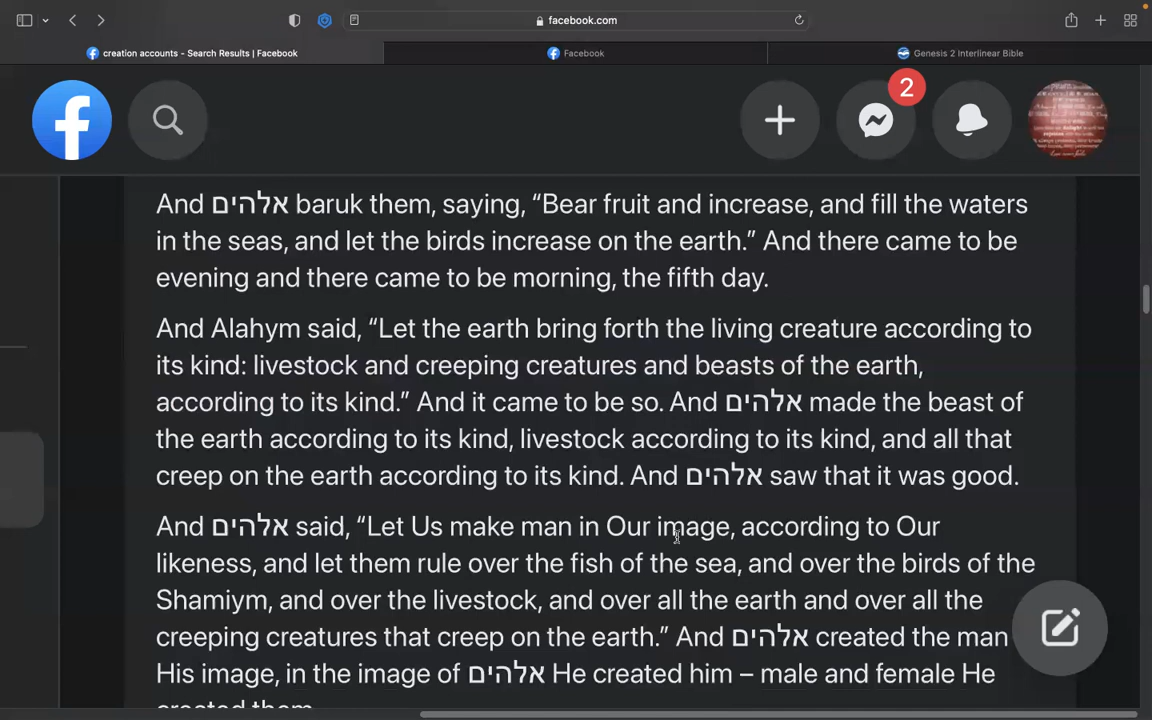 facebook.com
creation accounts - Search Results | Facebook
Facebook
Genesis 2 Interlinear Bible
2
And אלהים baruk them, saying, “Bear fruit and increase, and fill the waters
in the seas, and let the birds increase on the earth.” And there came to be
evening and there came to be morning, the fifth day.
And Alahym said, “Let the earth bring forth the living creature according to
its kind: livestock and creeping creatures and beasts of the earth,
according to its kind.” And it came to be so. And אלהים made the beast of
the earth according to its kind, livestock according to its kind, and all that
creep on the earth according to its kind. And אלהים saw that it was good.
And אלהים said, “Let Us make man in Our image, according to Our
likeness, and let them rule over the fish of the sea, and over the birds of the
Shamiym, and over the livestock, and over all the earth and over all the
creeping creatures that creep on the earth.” And אלהים created the man
His image, in the image of אלהים He created him – male and female He
created them